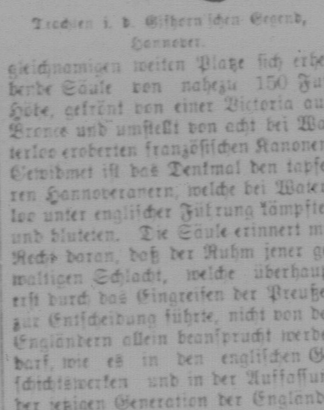 Trachten i. d. Gifhorn'schen Gegend,
Hannover.
gleichnamigen weiten Platze sich erhe
bende Säule von nahezu 150 Fu
Höhe, gekrönt von einer Victoria au
Bronce und umstellt von acht bei Wa
terloo eroberten französischen Kanonen
Gewidmet ist das Denkmal den tapfe
ren Hannoveranern, welche bei Water
loo unter englischer Führung kämpfte
und bluteten. Die Säule erinnert m
Recht daran, daß der Ruhm jener ge
waltigen Schlacht, welche überhau
erst durch das Eingreifen der Preuße
zur Entscheidung führte, nicht von de
Engländern allein beansprucht werde
darf, wie es in den englischen G
schichtswerken und in der Auffassun
der jetzigen Generation der Engländ